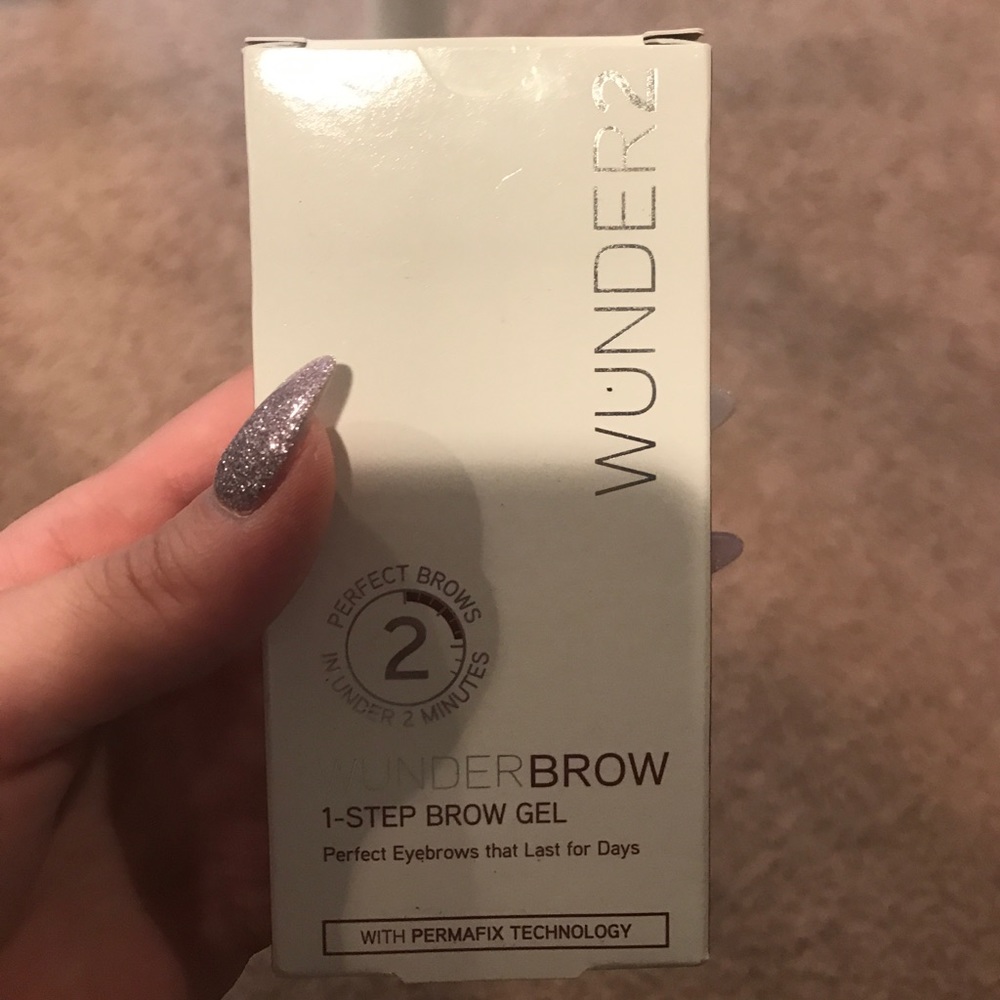 WUNDER2
PERFECT BROWS
2
IN UNDER 2 MINUTES
WUNDERBROW
1-STEP BROW GEL
Perfect Eyebrows that Last for Days
WITH PERMAFIX TECHNOLOGY